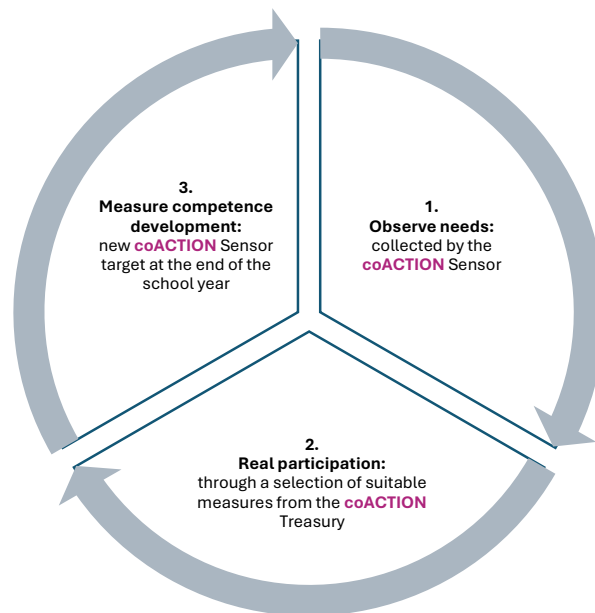 1.
Observe needs:
collected by the
coACTION Sensor
2.
Real participation:
through a selection of suitable
measures from the coACTION
Treasury
3.
Measure competence
development:
new coACTION Sensor
target at the end of the
school year